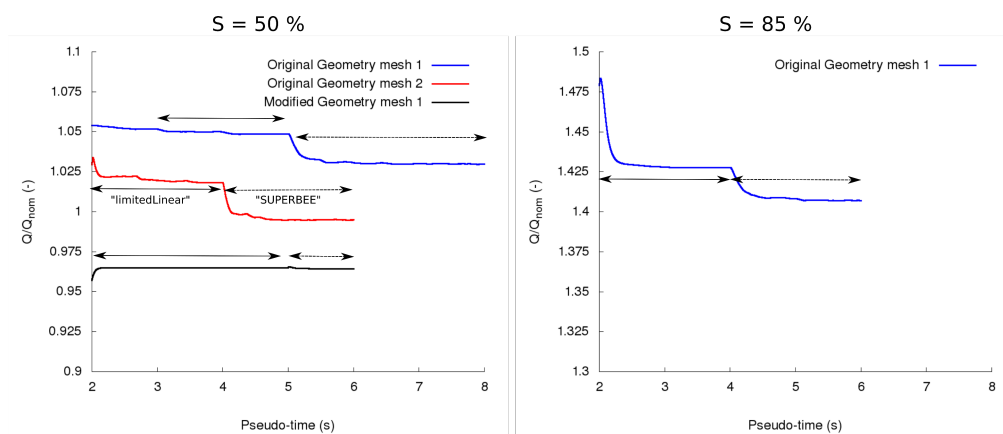 S = 50 %
1.1
1.075
1.05
1.025
1
0.975
0.95
0.925
0.9
Q/Qnom (-)
Original Geometry mesh 1
Original Geometry mesh 2
Modified Geometry mesh 1
"limitedLinear" "SUPERBEE"
2 3 4 5 6 7 8
Pseudo-time (s)
S = 85 %
1.5
1.475
1.45
1.425
1.4
1.375
1.35
1.325
1.3
Q/Qnom (-)
Original Geometry mesh 1
2 3 4 5 6 7 8
Pseudo-time (s)